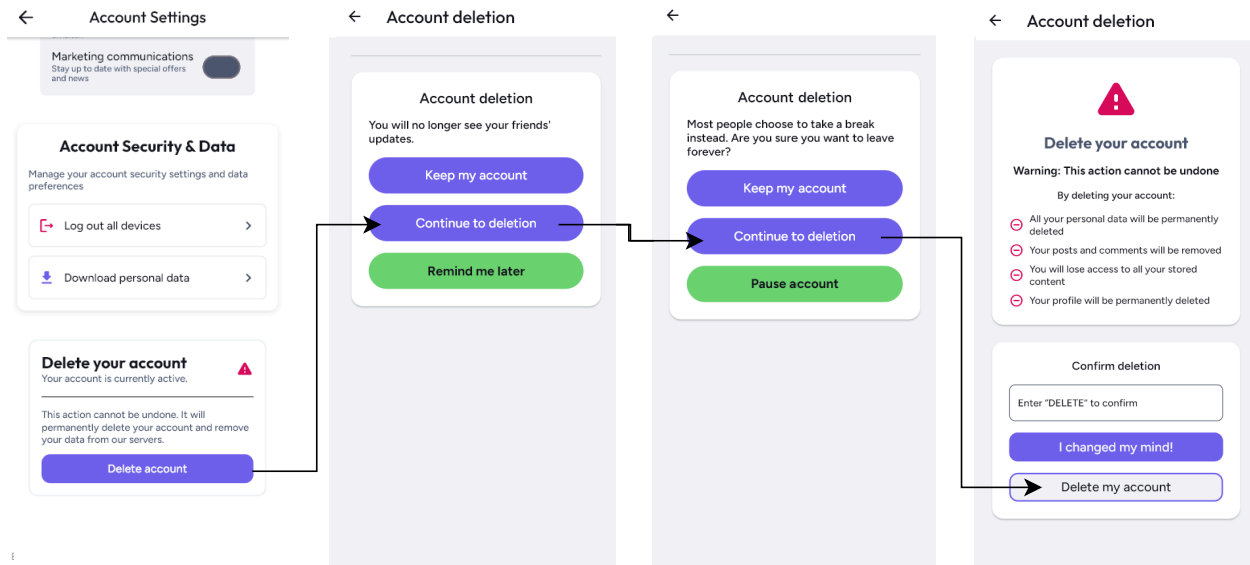 Account Settings
Marketing communications
Stay up to date with special offers
and news
Account Security & Data
Manage your account security settings and data
preferences
Log out all devices
Download personal data
Delete your account
Your account is currently active.
This action cannot be undone. It will
permanently delete your account and remove
your data from our servers.
Delete account
Account deletion
Account deletion
You will no longer see your friends'
updates.
Keep my account
Continue to deletion
Remind me later
Account deletion
Most people choose to take a break
instead. Are you sure you want to leave
forever?
Keep my account
Continue to deletion
Pause account
Account deletion
Delete your account
Warning: This action cannot be undone
By deleting your account:
All your personal data will be permanently
deleted
Your posts and comments will be removed
You will lose access to all your stored
content
Your profile will be permanently deleted
Confirm deletion
Enter "DELETE" to confirm
I changed my mind!
Delete my account